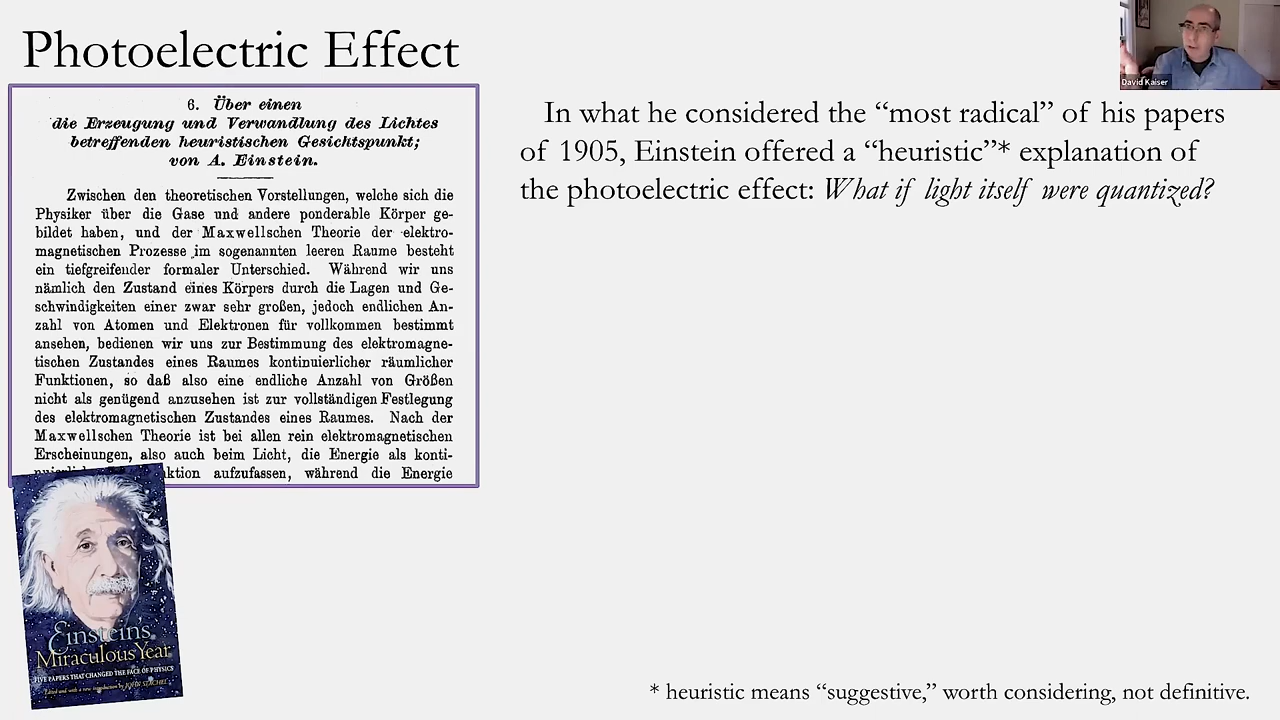 Photoelectric Effect
David Kaiser
6. Über einen
die Erzeugung und Verwandlung des Lichtes
betreffenden heuristischen Gesichtspunkt;
von A. Einstein.
Zwischen den theoretischen Vorstellungen, welche sich die
Physiker über die Gase und andere ponderable Körper ge-
bildet haben, und der Maxwellschen Theorie der elektro-
magnetischen Prozesse im sogenannten leeren Raume besteht
ein tiefgreifender formaler Unterschied. Während wir uns
nämlich den Zustand eines Körpers durch die Lagen und Ge-
schwindigkeiten einer zwar sehr großen, jedoch endlichen An-
zahl von Atomen und Elektronen für vollkommen bestimmt
ansehen, bedienen wir uns zur Bestimmung des elektromagne-
tischen Zustandes eines Raumes kontinuierlicher räumlicher
Funktionen, so daß also eine endliche Anzahl von Größen
nicht als genügend anzusehen ist zur vollständigen Festlegung
des elektromagnetischen Zustandes eines Raumes. Nach der
Maxwellschen Theorie ist bei allen rein elektromagnetischen
Erscheinungen, also auch beim Licht, die Energie als konti-
aufzufassen, während die Energie
Einstein's
Miraculous Year
FIVE PAPERS THAT CHANGED THE FACE OF PHYSICS
Edited and with a new introduction by JOHN STACHEL
In what he considered the “most radical” of his papers
of 1905, Einstein offered a “heuristic”* explanation of
the photoelectric effect: What if light itself were quantized?
* heuristic means “suggestive,” worth considering, not definitive.